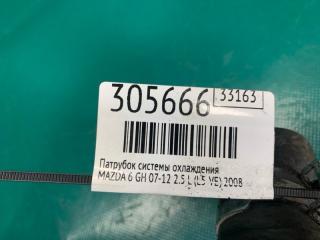 305666 33163
Патрубок системы охлаждения
MAZDA 6 GH 07-12 2.5 L (L5-VE) 2008